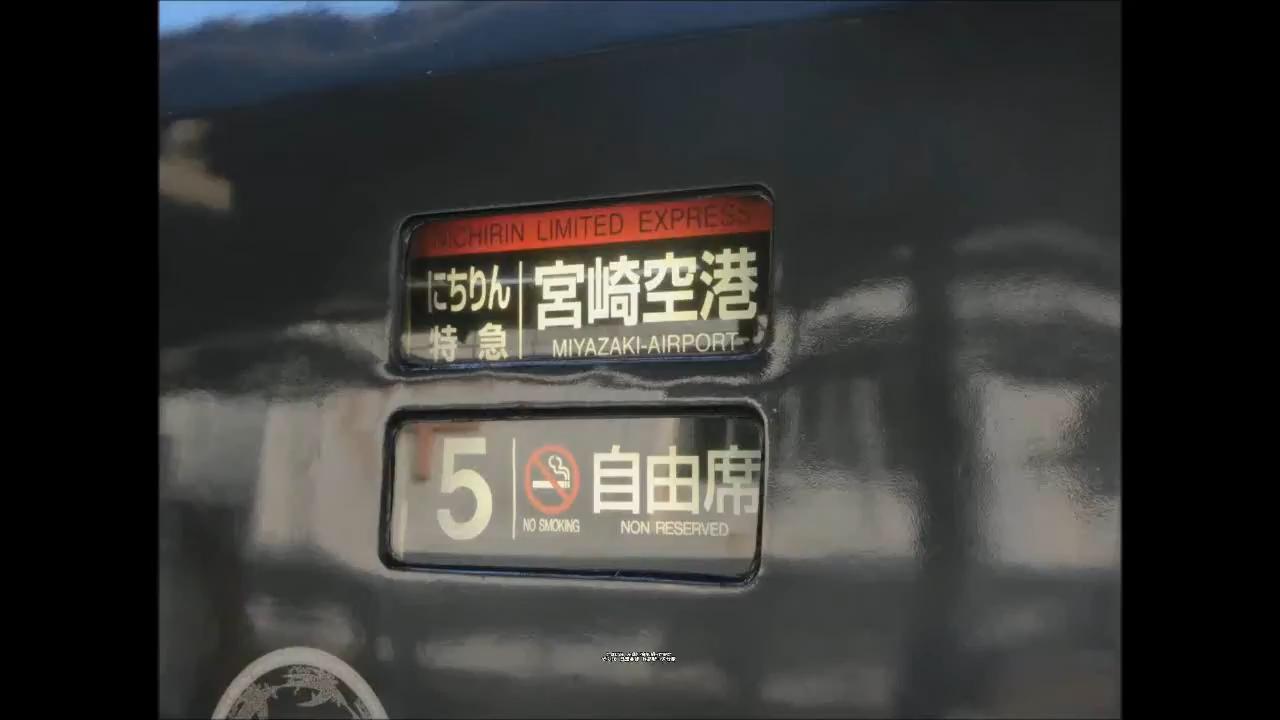 NICHIRIN LIMITED EXPRESS
にちりん 宮崎空港
特急 MIYAZAKI-AIRPORT
5 自由席
NO SMOKING NON RESERVED